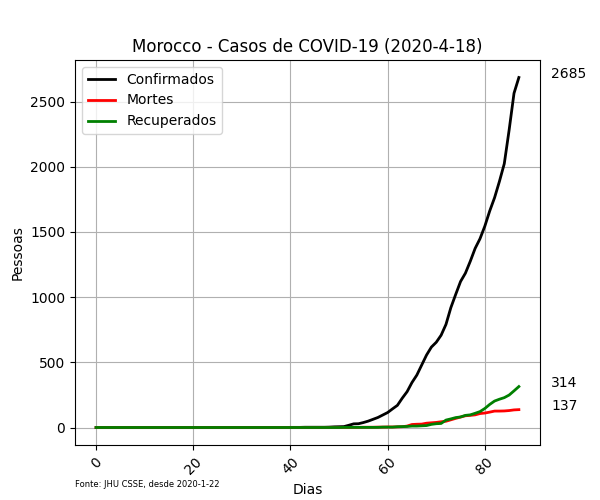 Morocco - Casos de COVID-19 (2020-4-18)
Confirmados
Mortes
Recuperados
2685
314
137
2500
2000
1500
1000
500
0
Pessoas
0
20
40
60
80
Dias
Fonte: JHU CSSE, desde 2020-1-22